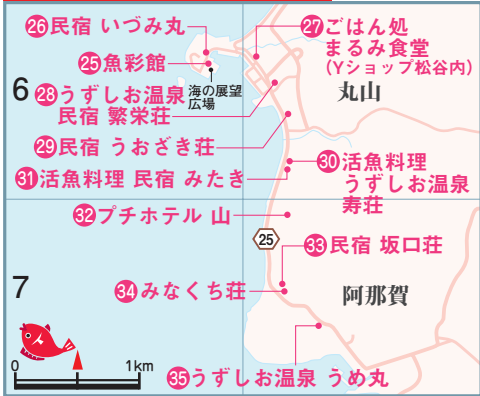 ㉖民宿 いづみ丸
㉕魚彩館
海の展望
広場
㉗ごはん処
まるみ食堂
(Yショップ松谷内)
丸山
6
㉘うずしお温泉
民宿 繁栄荘
㉙民宿 うおざき荘
㉚活魚料理
うずしお温泉
寿荘
㉛活魚料理 民宿 みたき
㉜プチホテル 山
25
㉝民宿 坂口荘
7
㉞みなくち荘
阿那賀
0 1km
㉟うずしお温泉 うめ丸